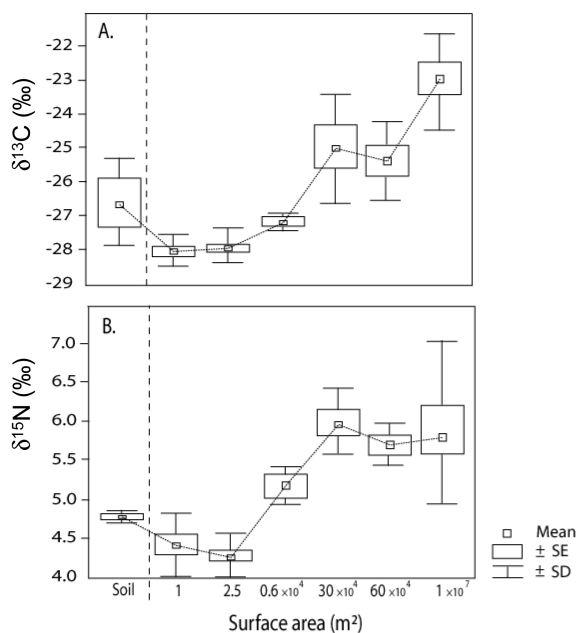 A.
-22
-23
-24
-25
-26
-27
-28
-29
δ¹³C (‰)
B.
7.0
6.5
6.0
5.5
5.0
4.5
4.0
δ¹⁵N (‰)
Soil 1 2.5 0.6 ×10⁴ 30 ×10⁴ 60 ×10⁴ 1 ×10⁷
Surface area (m²)
Mean
± SE
± SD